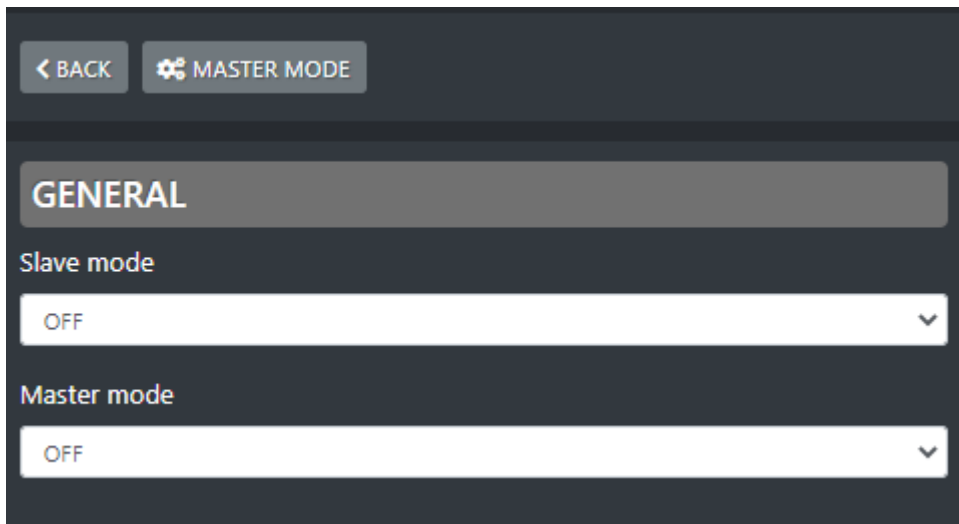 BACK MASTER MODE
GENERAL
Slave mode
OFF
Master mode
OFF